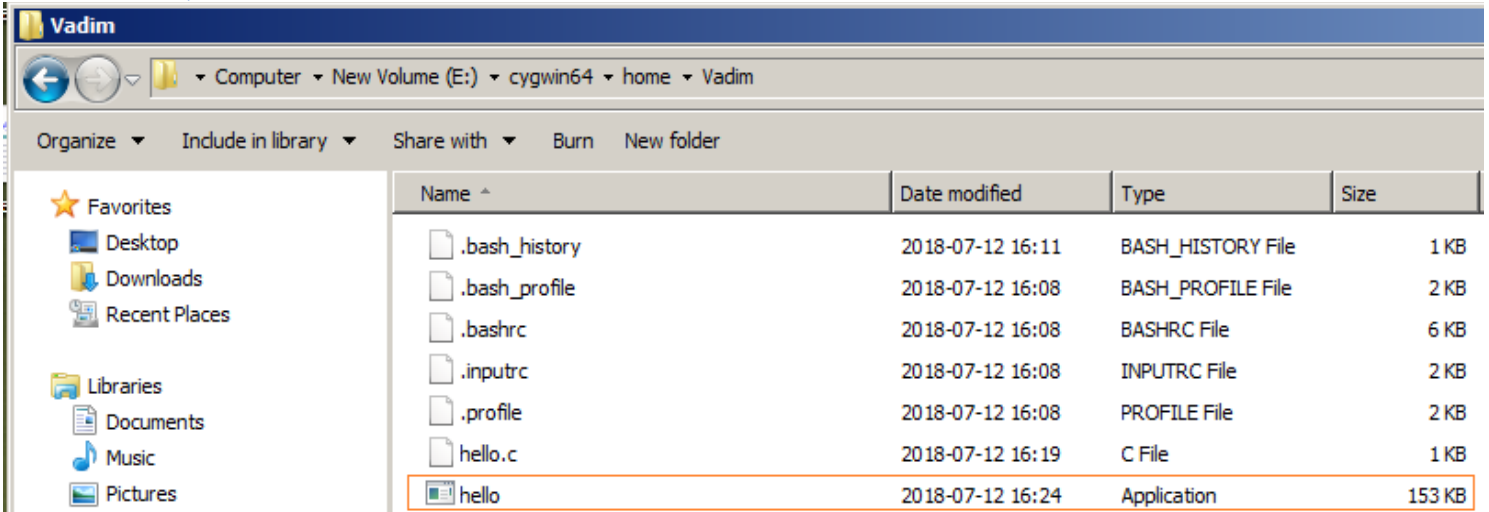 Vadim
Computer New Volume (E:) cygwin64 home Vadim
Organize Include in library Share with Burn New folder
Favorites
Desktop
Downloads
Recent Places
Libraries
Documents
Music
Pictures
Name Date modified Type Size
.bash_history 2018-07-12 16:11 BASH_HISTORY File 1 KB
.bash_profile 2018-07-12 16:08 BASH_PROFILE File 2 KB
.bashrc 2018-07-12 16:08 BASHRC File 6 KB
.inputrc 2018-07-12 16:08 INPUTRC File 2 KB
.profile 2018-07-12 16:08 PROFILE File 2 KB
hello.c 2018-07-12 16:19 C File 1 KB
hello 2018-07-12 16:24 Application 153 KB